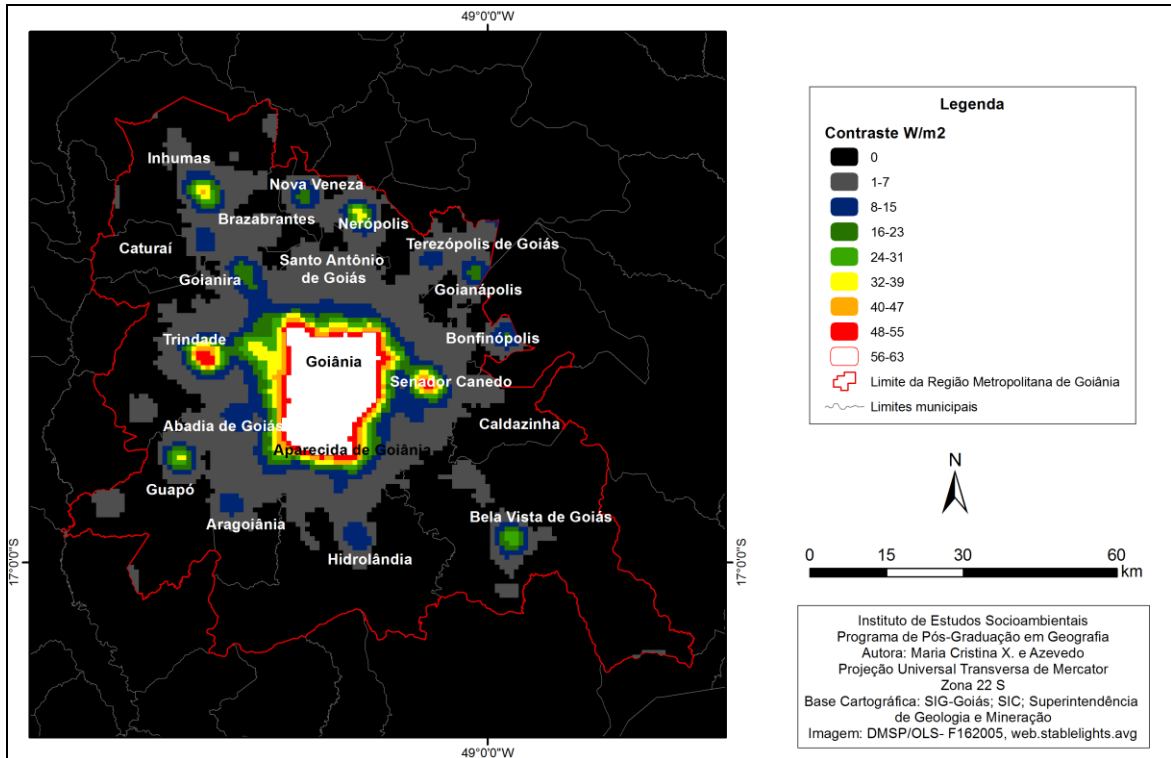 49°0'0"W
Inhumas
Nova Veneza
Brazabrantes
Nerópolis
Caturaí
Terezópolis de Goiás
Santo Antônio
de Goiás
Goianira
Goianápolis
Trindade
Bonfinópolis
Goiânia
Senador Canedo
Abadia de Goiás
Caldazinha
Aparecida de Goiânia
Guapó
Bela Vista de Goiás
Aragoiânia
Hidrolândia
17°0'0"S
17°0'0"S
49°0'0"W
Legenda
Contraste W/m2
0
1-7
8-15
16-23
24-31
32-39
40-47
48-55
56-63
Limite da Região Metropolitana de Goiânia
Limites municipais
N
0 15 30 60
km
Instituto de Estudos Socioambientais
Programa de Pós-Graduação em Geografia
Autora: Maria Cristina X. e Azevedo
Projeção Universal Transversa de Mercator
Zona 22 S
Base Cartográfica: SIG-Goiás; SIC; Superintendência
de Geologia e Mineração
Imagem: DMSP/OLS- F162005, web.stablelights.avg